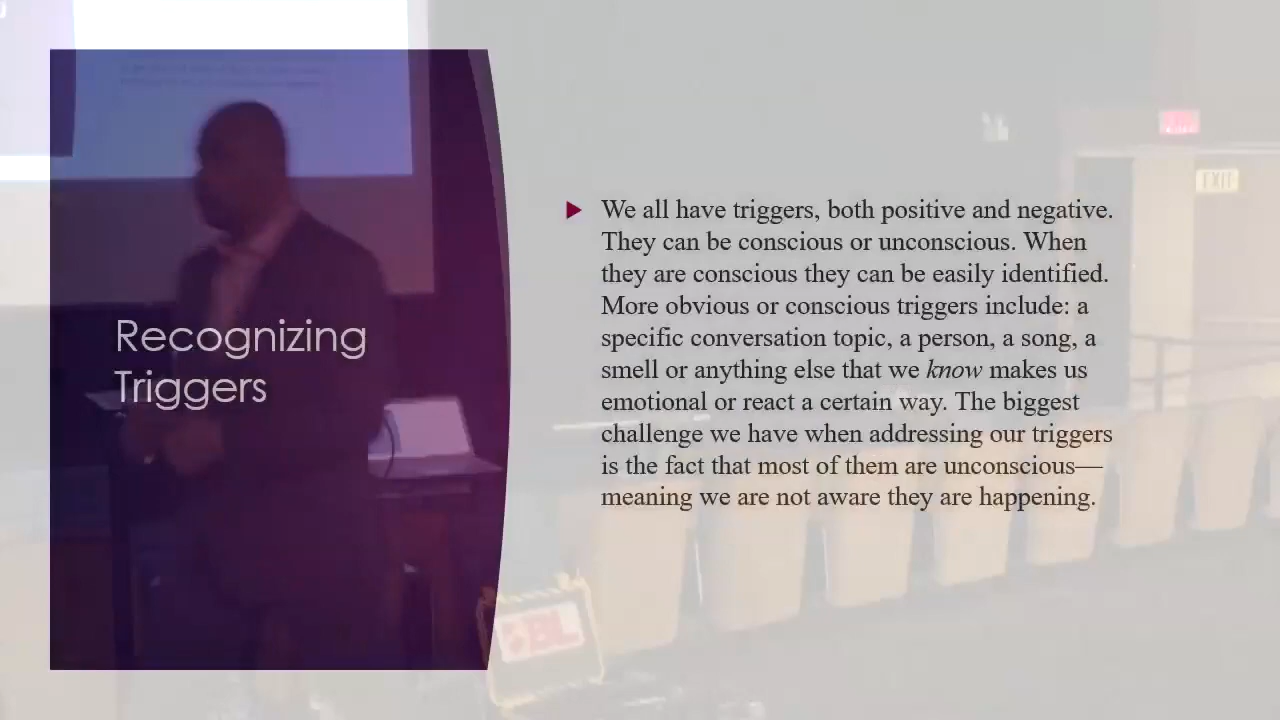 Recognizing
Triggers
We all have triggers, both positive and negative.
They can be conscious or unconscious. When
they are conscious they can be easily identified.
More obvious or conscious triggers include: a
specific conversation topic, a person, a song, a
smell or anything else that we know makes us
emotional or react a certain way. The biggest
challenge we have when addressing our triggers
is the fact that most of them are unconscious—
meaning we are not aware they are happening.
EXIT